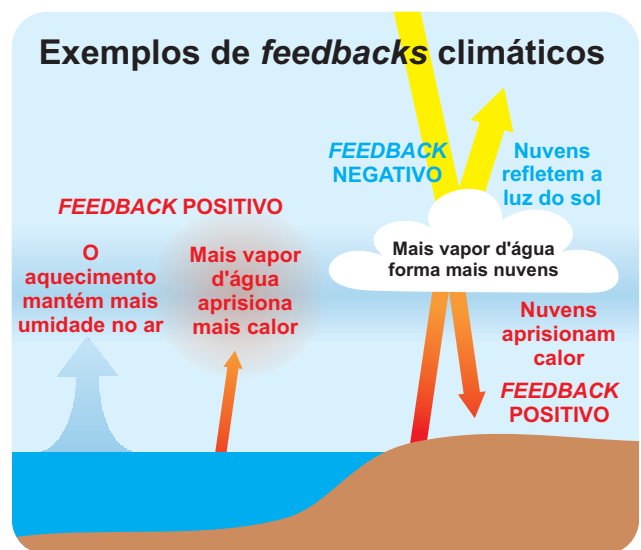 Exemplos de feedbacks climáticos
FEEDBACK POSITIVO
O
aquecimento
mantém mais
umidade no ar
Mais vapor
d'água
aprisiona
mais calor
FEEDBACK
NEGATIVO
Nuvens
refletem a
luz do sol
Mais vapor d'água
forma mais nuvens
Nuvens
aprisionam
calor
FEEDBACK
POSITIVO